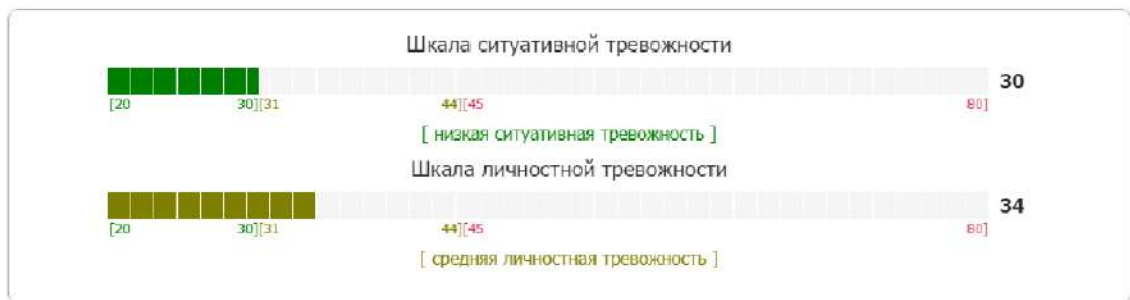 Шкала ситуативной тревожности
30
[20 30][31 44][45 80]
[ низкая ситуативная тревожность ]
Шкала личностной тревожности
34
[20 30][31 44][45 80]
[ средняя личностная тревожность ]